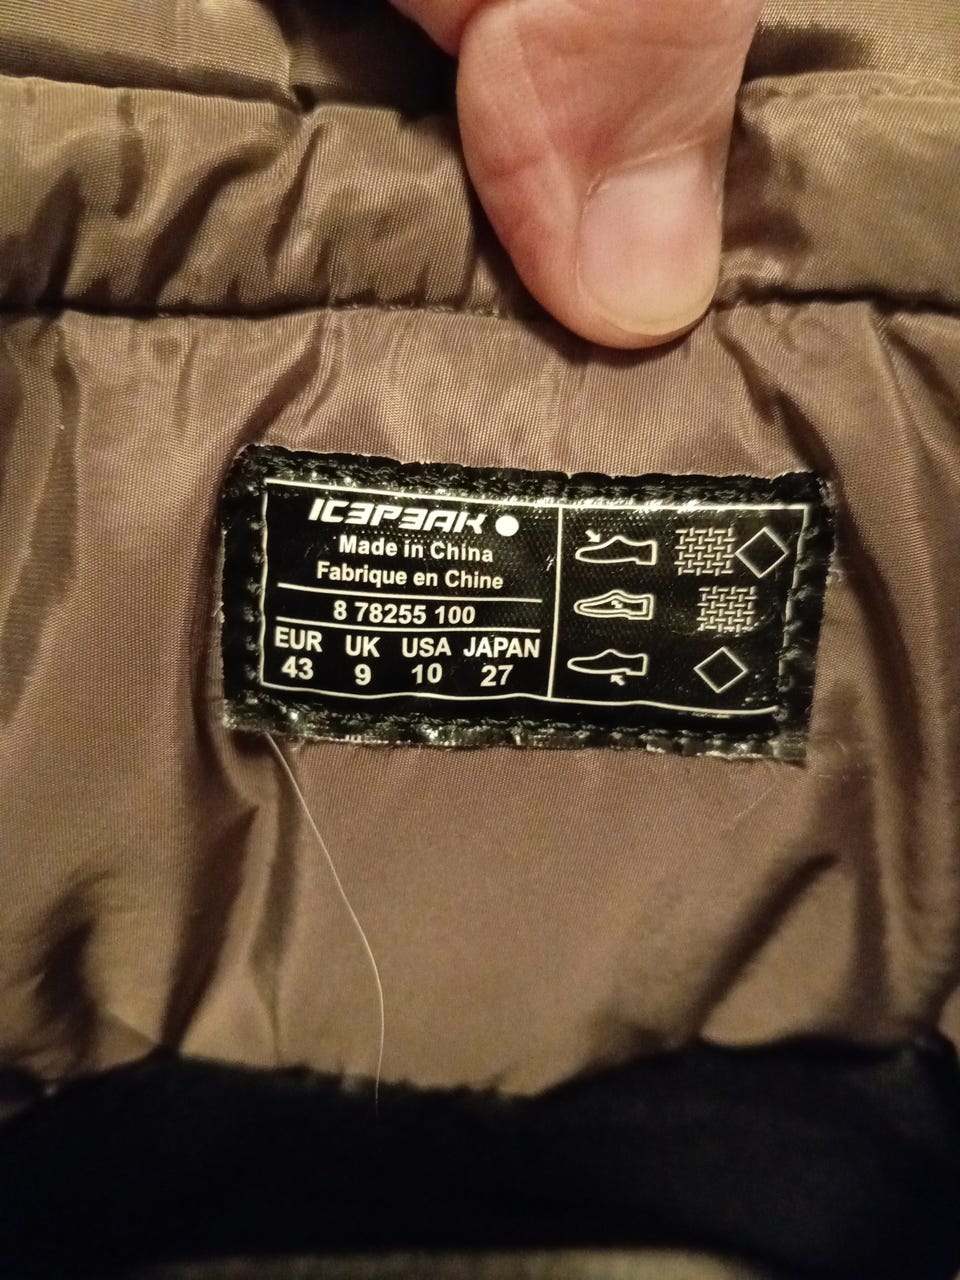 ICEPEAK
Made in China
Fabrique en Chine
8 78255 100
EUR UK USA JAPAN
43 9 10 27